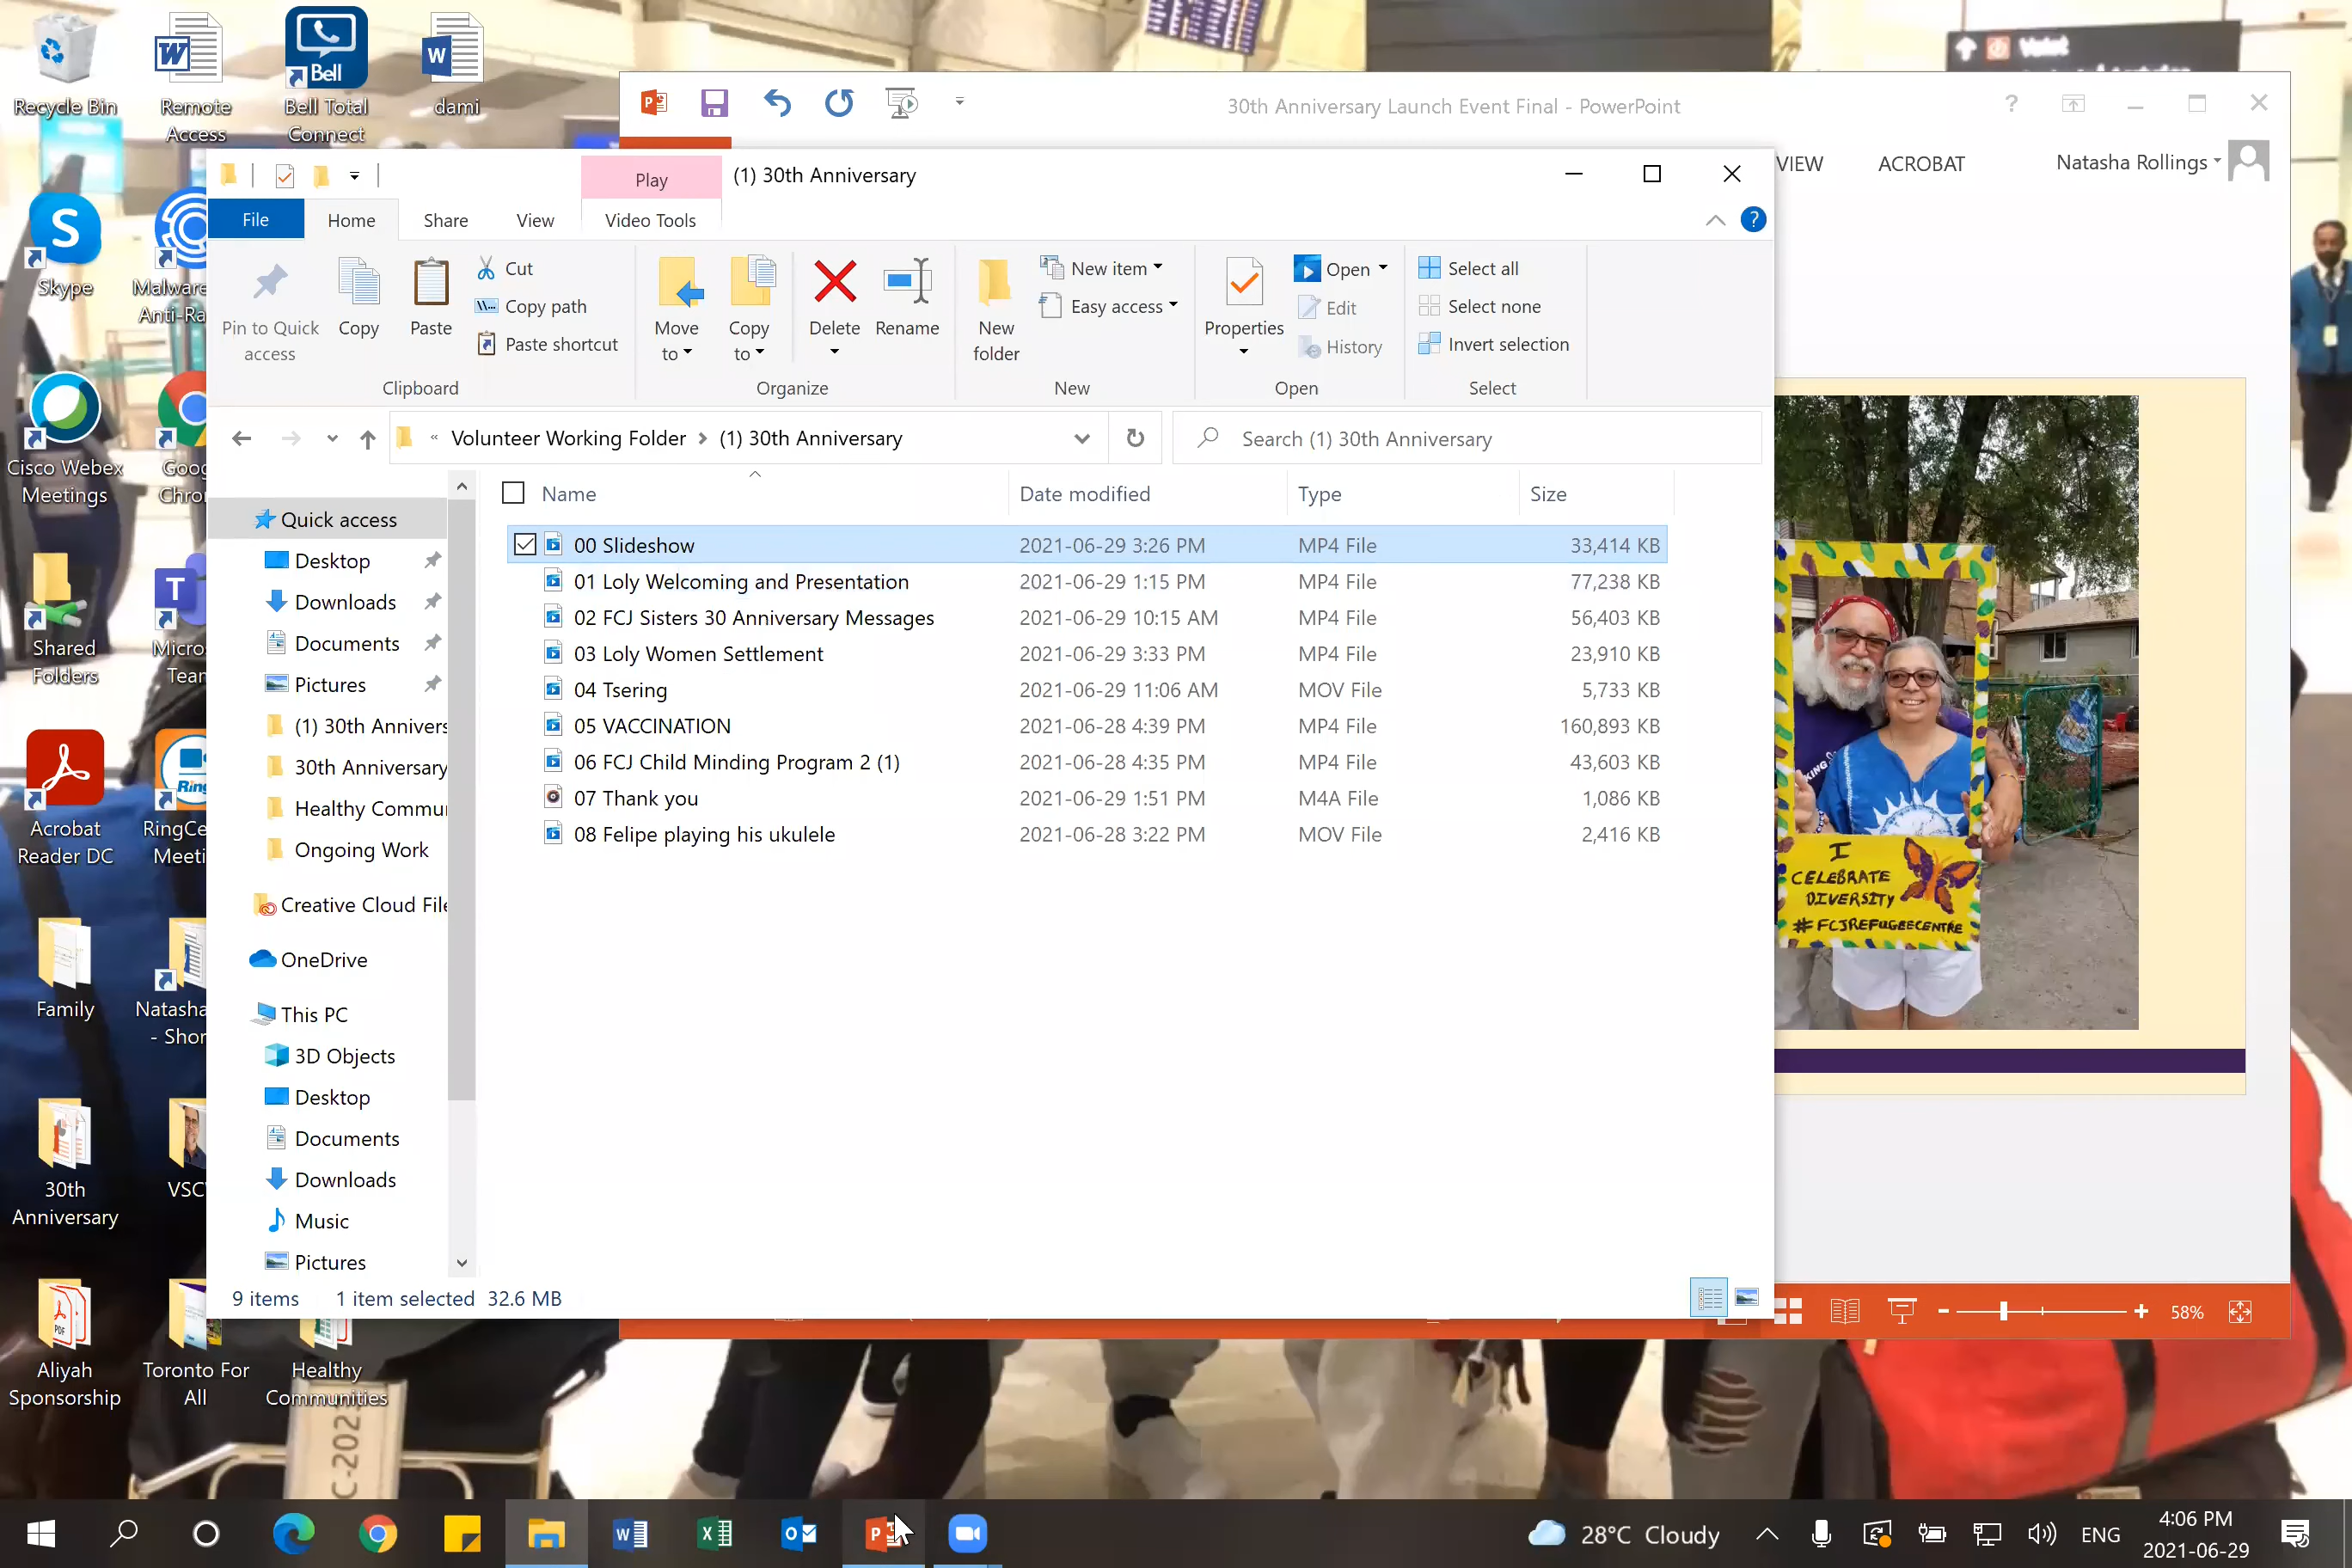 Recycle Bin
Remote Access
Bell
Bell Total Connect
dami
Vote!
30th Anniversary Launch Event Final - PowerPoint
VIEW
ACROBAT
Natasha Rollings
Play
(1) 30th Anniversary
File
Home
Share
View
Video Tools
Pin to Quick access
Copy
Paste
Cut
Copy path
Paste shortcut
Clipboard
Move to
Copy to
Delete
Rename
Organize
New folder
New item
Easy access
New
Properties
Open
Edit
History
Open
Select all
Select none
Invert selection
Select
Volunteer Working Folder > (1) 30th Anniversary
Search (1) 30th Anniversary
Name Date modified Type Size
00 Slideshow 2021-06-29 3:26 PM MP4 File 33,414 KB
01 Loly Welcoming and Presentation 2021-06-29 1:15 PM MP4 File 77,238 KB
02 FCJ Sisters 30 Anniversary Messages 2021-06-29 10:15 AM MP4 File 56,403 KB
03 Loly Women Settlement 2021-06-29 3:33 PM MP4 File 23,910 KB
04 Tsering 2021-06-29 11:06 AM MOV File 5,733 KB
05 VACCINATION 2021-06-28 4:39 PM MP4 File 160,893 KB
06 FCJ Child Minding Program 2 (1) 2021-06-28 4:35 PM MP4 File 43,603 KB
07 Thank you 2021-06-29 1:51 PM M4A File 1,086 KB
08 Felipe playing his ukulele 2021-06-28 3:22 PM MOV File 2,416 KB
Quick access
Desktop
Downloads
Documents
Pictures
(1) 30th Annivers
30th Anniversary
Healthy Commu
Ongoing Work
Creative Cloud File
OneDrive
This PC
3D Objects
Desktop
Documents
Downloads
Music
Pictures
9 items 1 item selected 32.6 MB
Skype
Malware
Anti-Ra
Cisco Webex Meetings
Goog
Chro
Shared Folders
Micros
Team
Acrobat Reader DC
Ring
RingCe
Meeti
Family
Natasha
- Shor
30th Anniversary
VSC
Aliyah Sponsorship
Toronto For All
Healthy Communities
I
CELEBRATE
DIVERSITY
#FCJREFUGEECENTRE
58%
C-202
28°C Cloudy
ENG
4:06 PM
2021-06-29